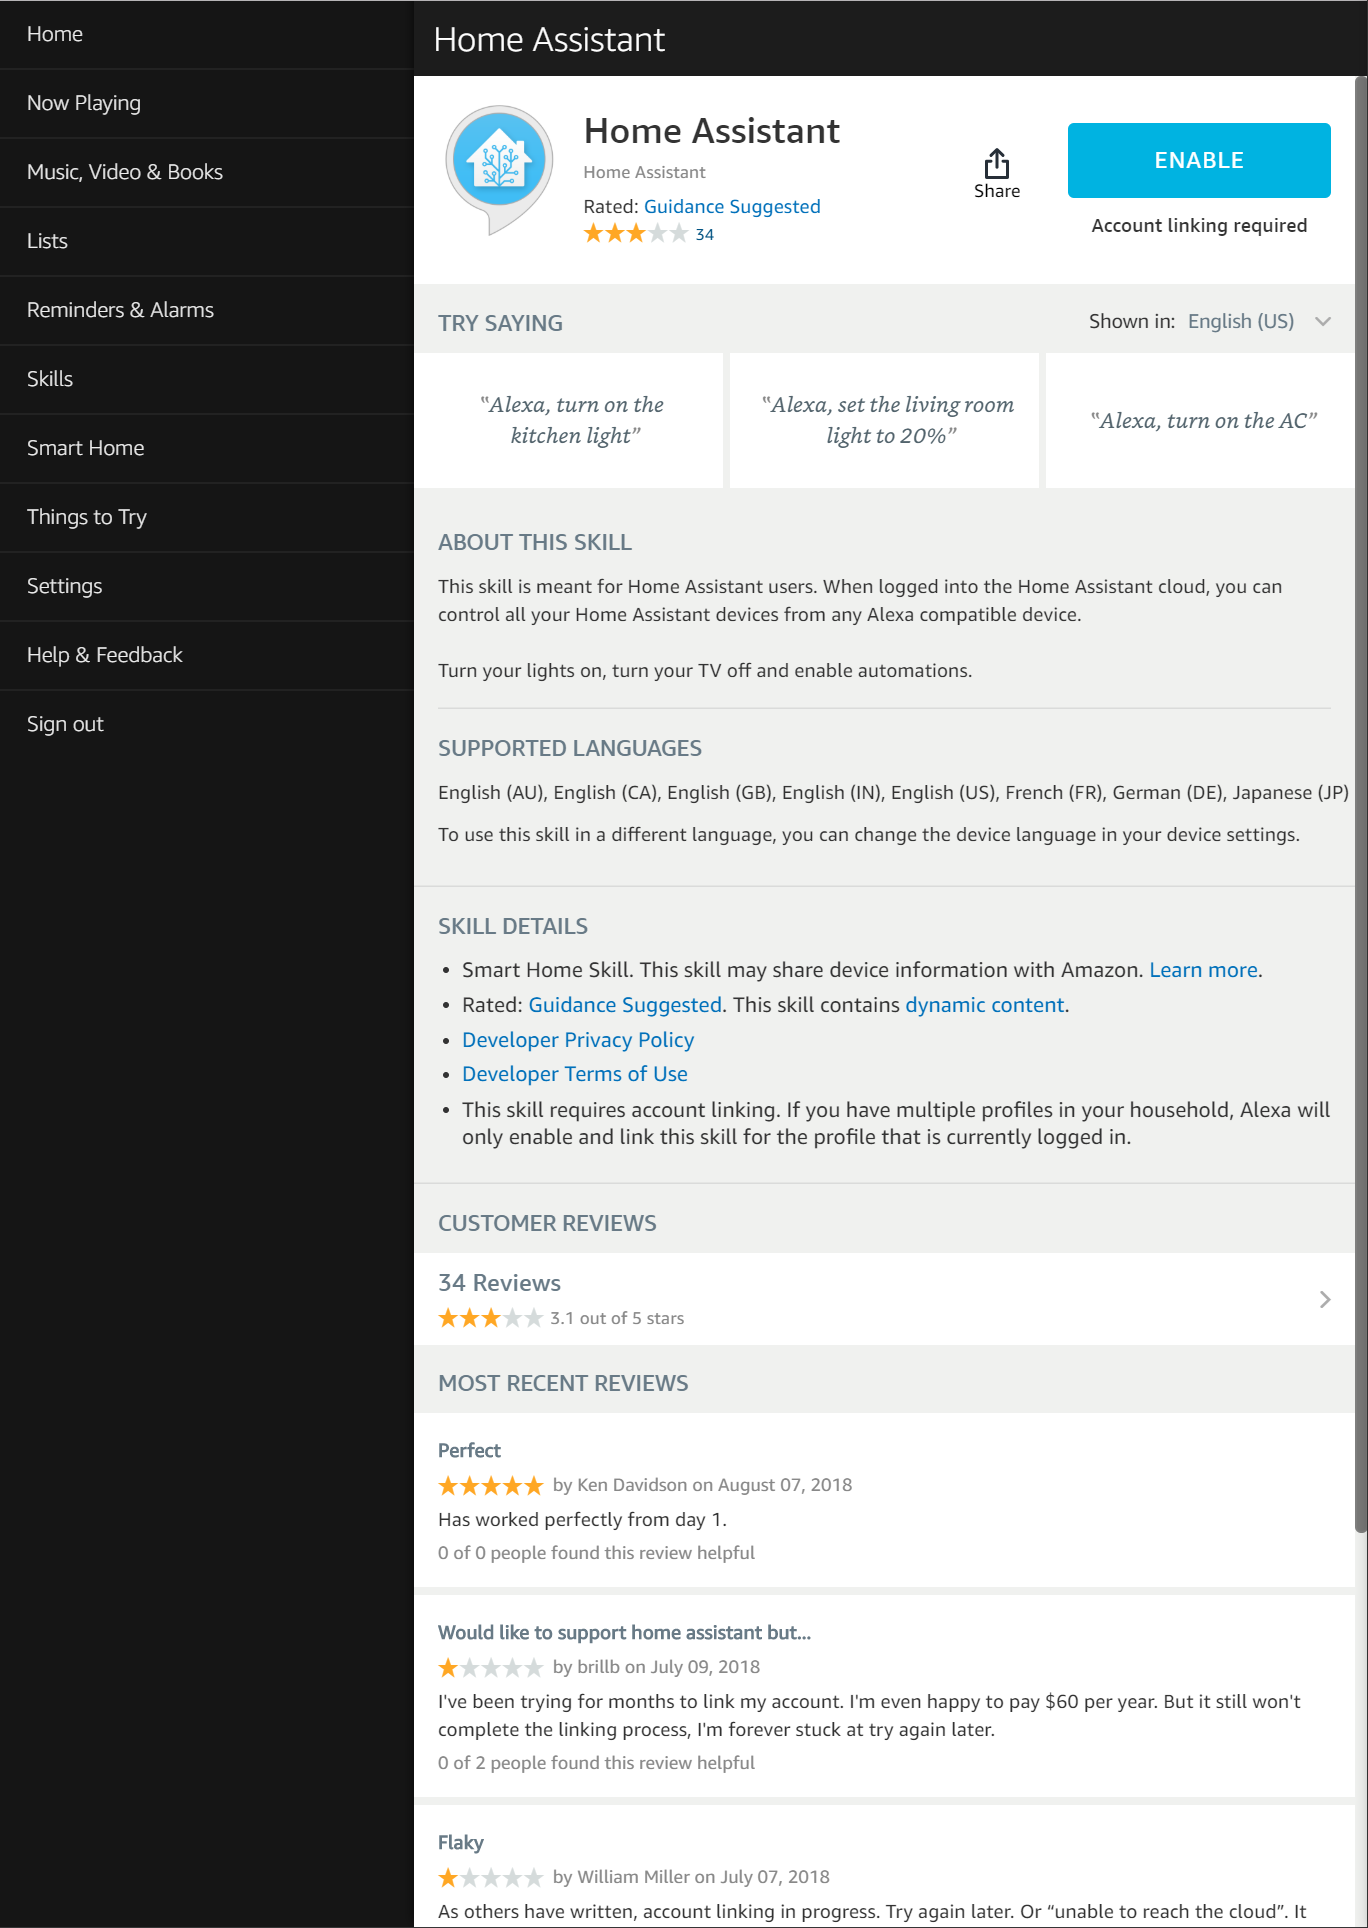 Home
Now Playing
Music, Video & Books
Lists
Reminders & Alarms
Skills
Smart Home
Things to Try
Settings
Help & Feedback
Sign out
Home Assistant
Home Assistant
Home Assistant
Rated: Guidance Suggested
34
Share
ENABLE
Account linking required
TRY SAYING
Shown in: English (US)
“Alexa, turn on the
kitchen light”
“Alexa, set the living room
light to 20%”
“Alexa, turn on the AC”
ABOUT THIS SKILL
This skill is meant for Home Assistant users. When logged into the Home Assistant cloud, you can
control all your Home Assistant devices from any Alexa compatible device.
Turn your lights on, turn your TV off and enable automations.
SUPPORTED LANGUAGES
English (AU), English (CA), English (GB), English (IN), English (US), French (FR), German (DE), Japanese (JP)
To use this skill in a different language, you can change the device language in your device settings.
SKILL DETAILS
• Smart Home Skill. This skill may share device information with Amazon. Learn more.
• Rated: Guidance Suggested. This skill contains dynamic content.
• Developer Privacy Policy
• Developer Terms of Use
• This skill requires account linking. If you have multiple profiles in your household, Alexa will
only enable and link this skill for the profile that is currently logged in.
CUSTOMER REVIEWS
34 Reviews
3.1 out of 5 stars
MOST RECENT REVIEWS
Perfect
by Ken Davidson on August 07, 2018
Has worked perfectly from day 1.
0 of 0 people found this review helpful
Would like to support home assistant but...
by brillb on July 09, 2018
I've been trying for months to link my account. I'm even happy to pay $60 per year. But it still won't
complete the linking process, I'm forever stuck at try again later.
0 of 2 people found this review helpful
Flaky
by William Miller on July 07, 2018
As others have written, account linking in progress. Try again later. Or “unable to reach the cloud”. It